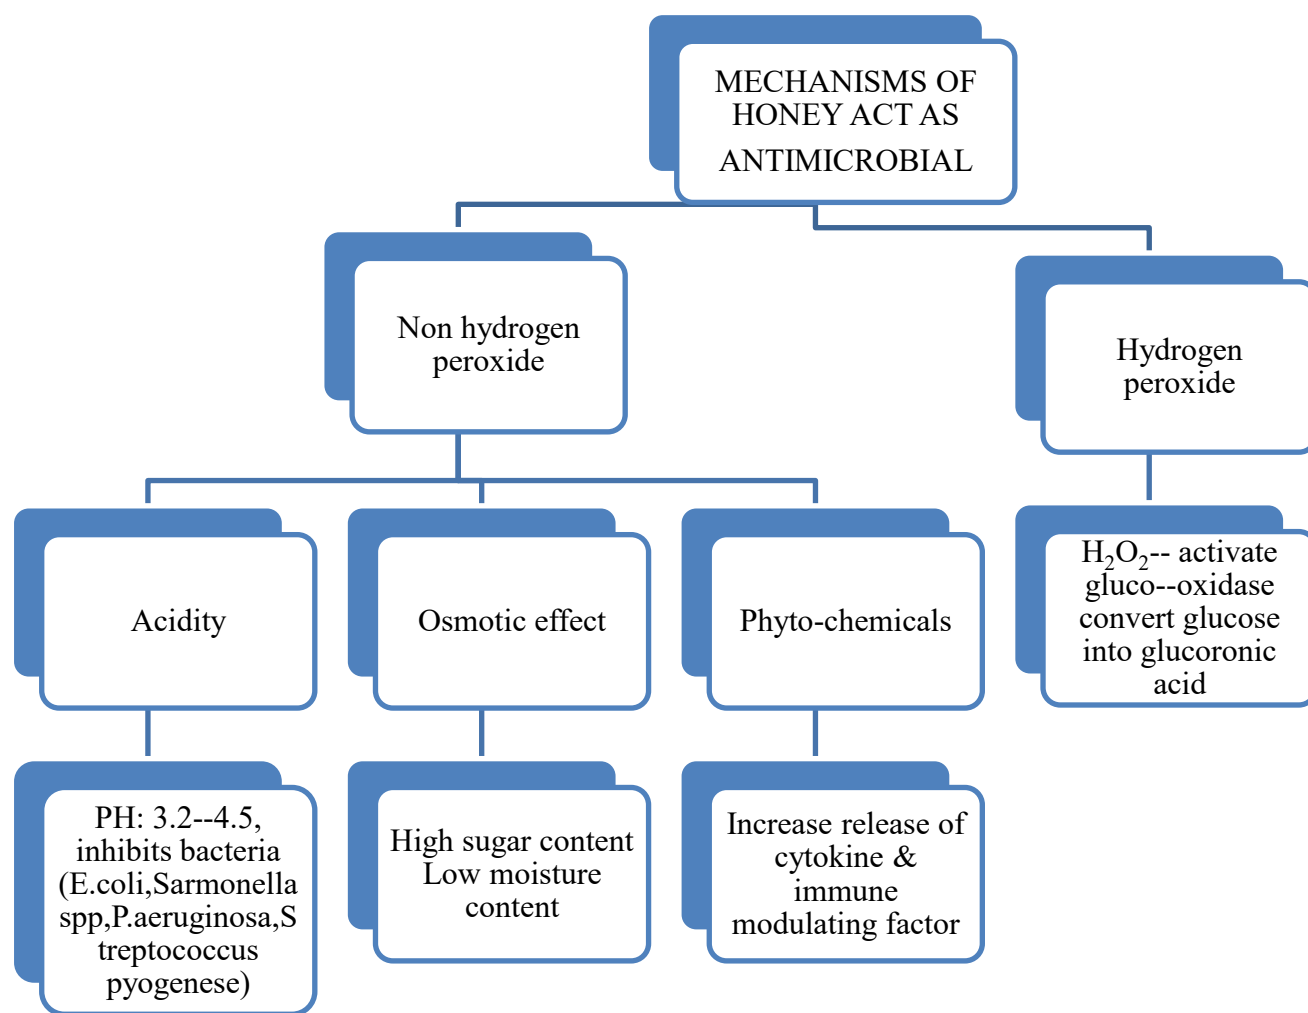 MECHANISMS OF
HONEY ACT AS
ANTIMICROBIAL
Non hydrogen
peroxide
Hydrogen
peroxide
Acidity
Osmotic effect
Phyto-chemicals
H₂O₂-- activate
gluco--oxidase
convert glucose
into glucoronic
acid
PH: 3.2--4.5,
inhibits bacteria
(E.coli,Sarmonella
spp,P.aeruginosa,S
treptococcus
pyogenese)
High sugar content
Low moisture
content
Increase release of
cytokine &
immune
modulating factor